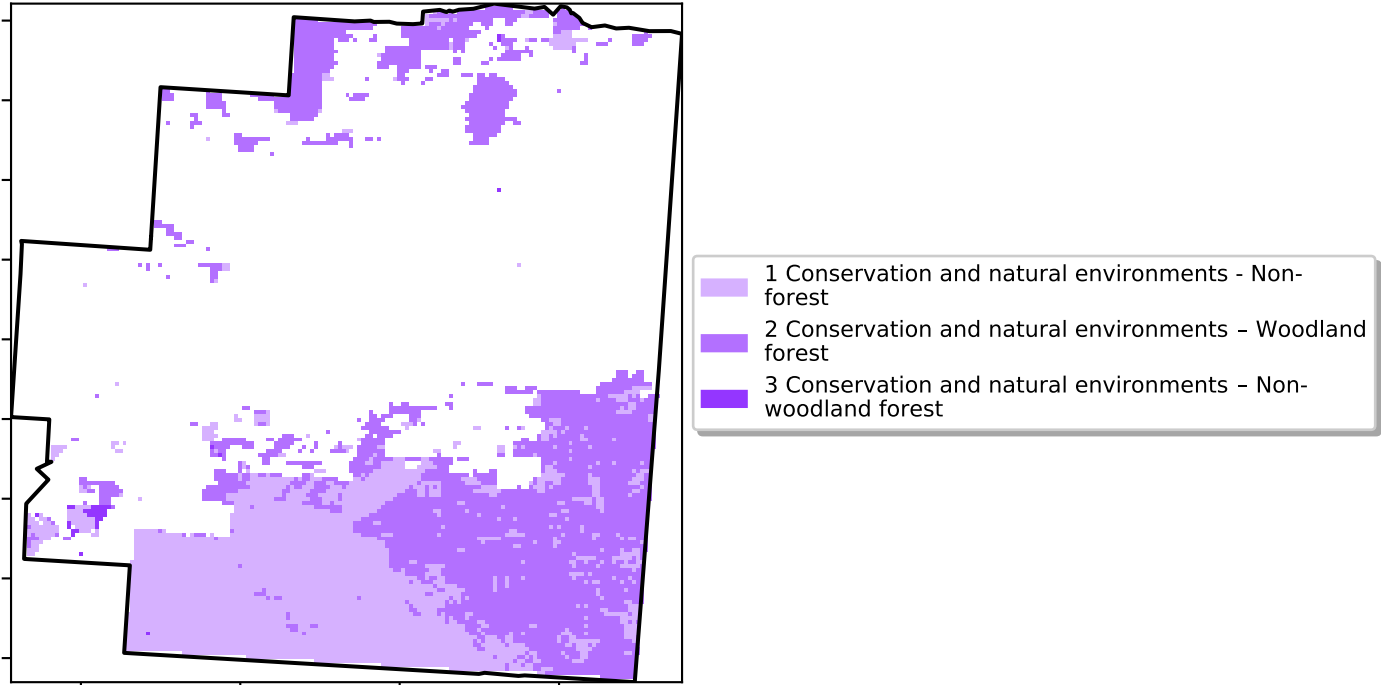 1 Conservation and natural environments - Non-
forest
2 Conservation and natural environments – Woodland
forest
3 Conservation and natural environments – Non-
woodland forest